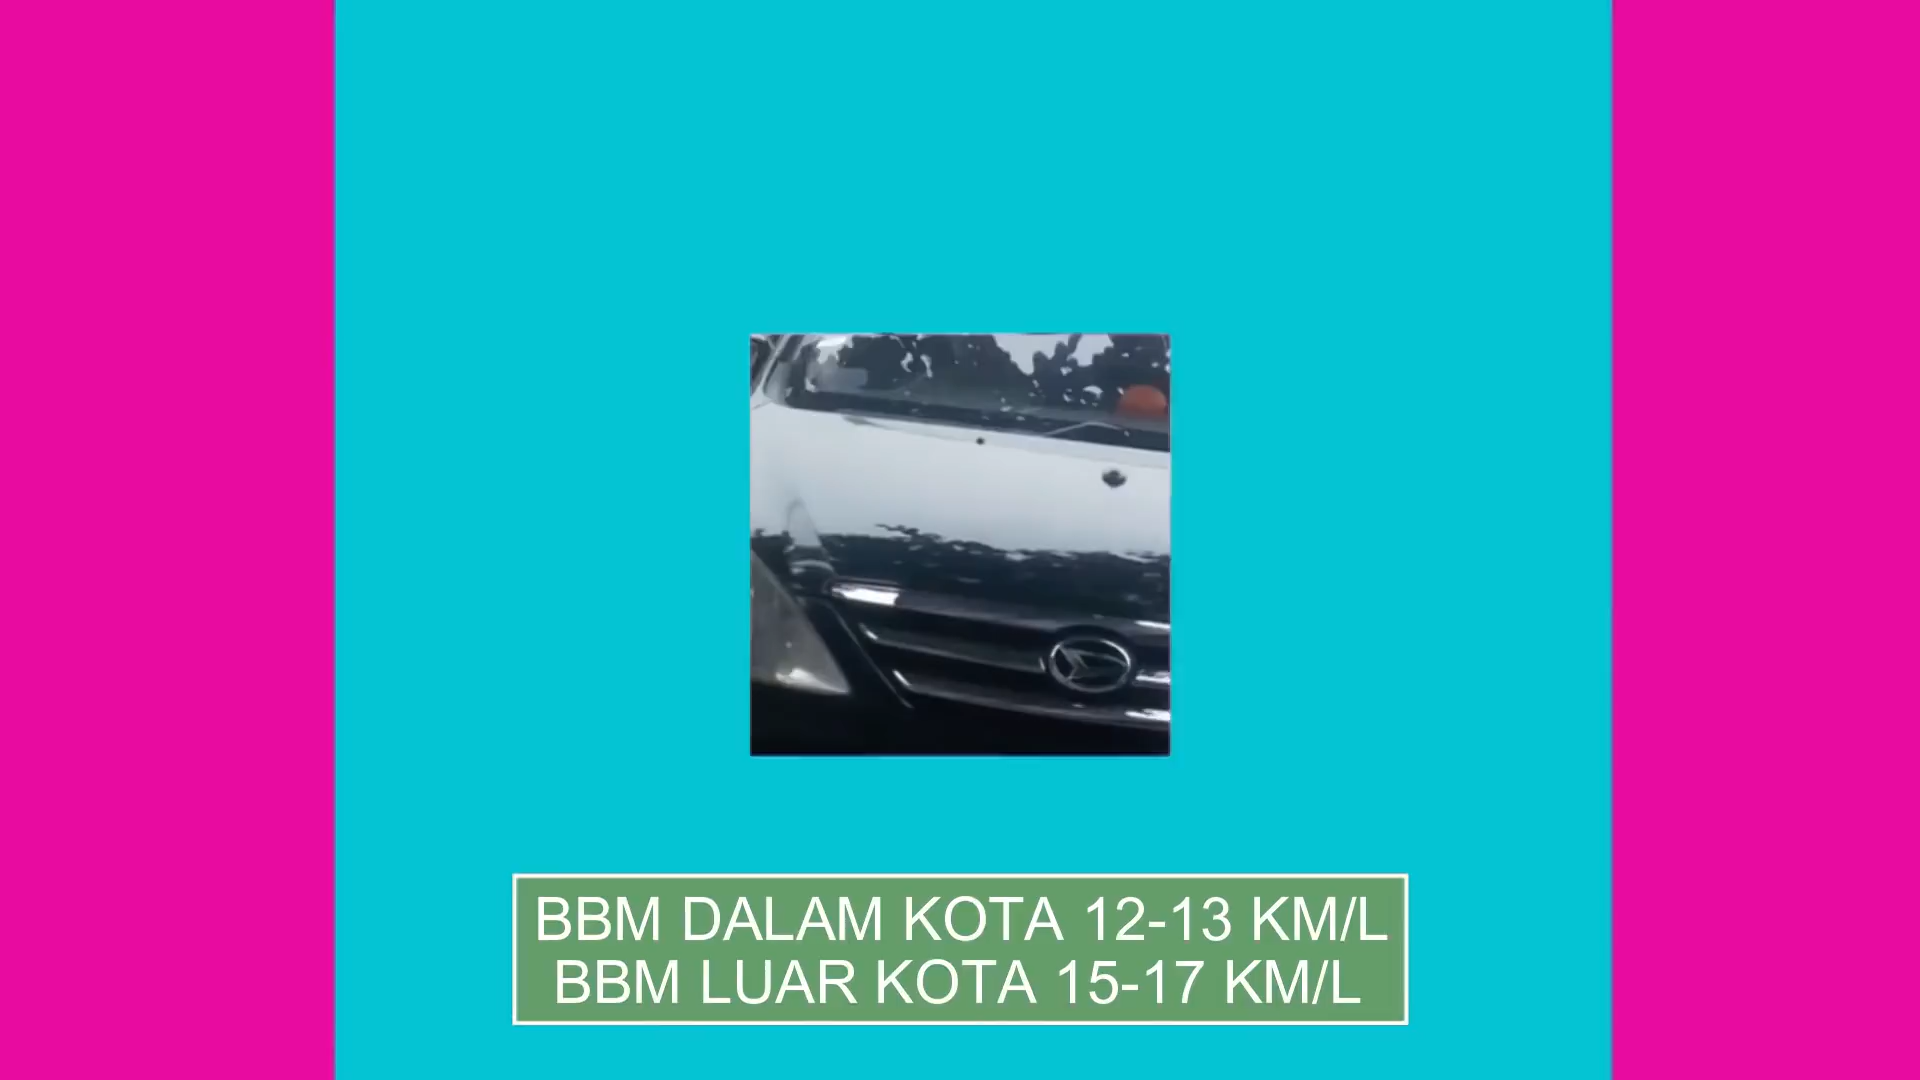 BBM DALAM KOTA 12-13 KM/L
BBM LUAR KOTA 15-17 KM/L